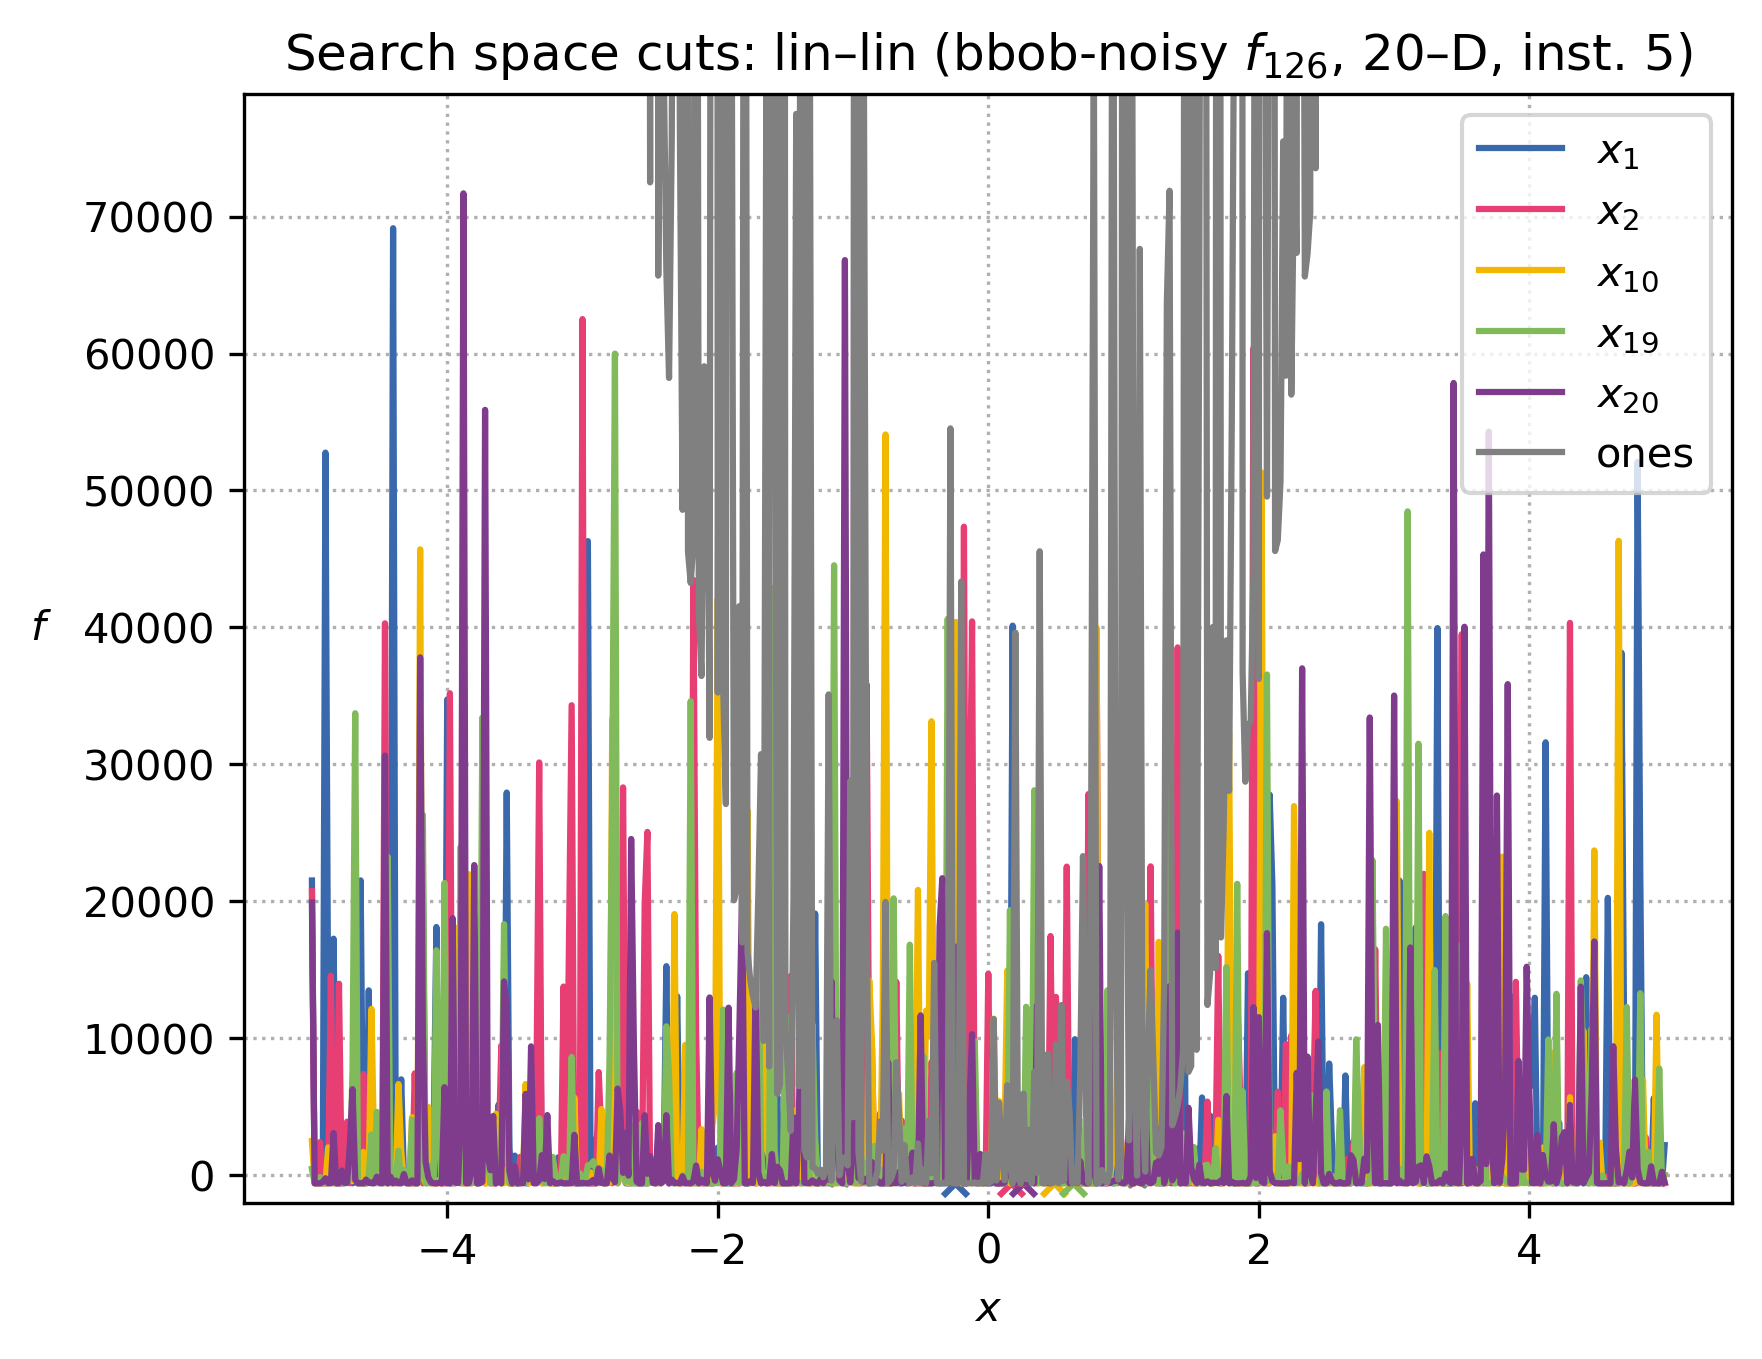 Search space cuts: lin–lin (bbob-noisy f126, 20–D, inst. 5)
x1
x2
x10
x19
x20
ones
70000
60000
50000
40000
30000
20000
10000
0
f
−4
−2
0
2
4
x